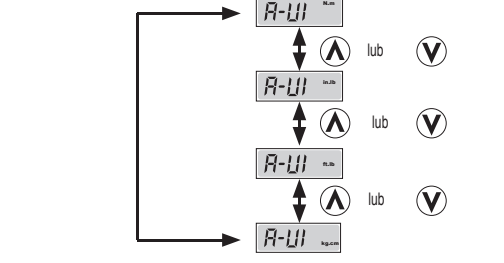 A-UI N.m
lub
A-UI in.lb
lub
A-UI ft.lb
lub
A-UI kg.cm